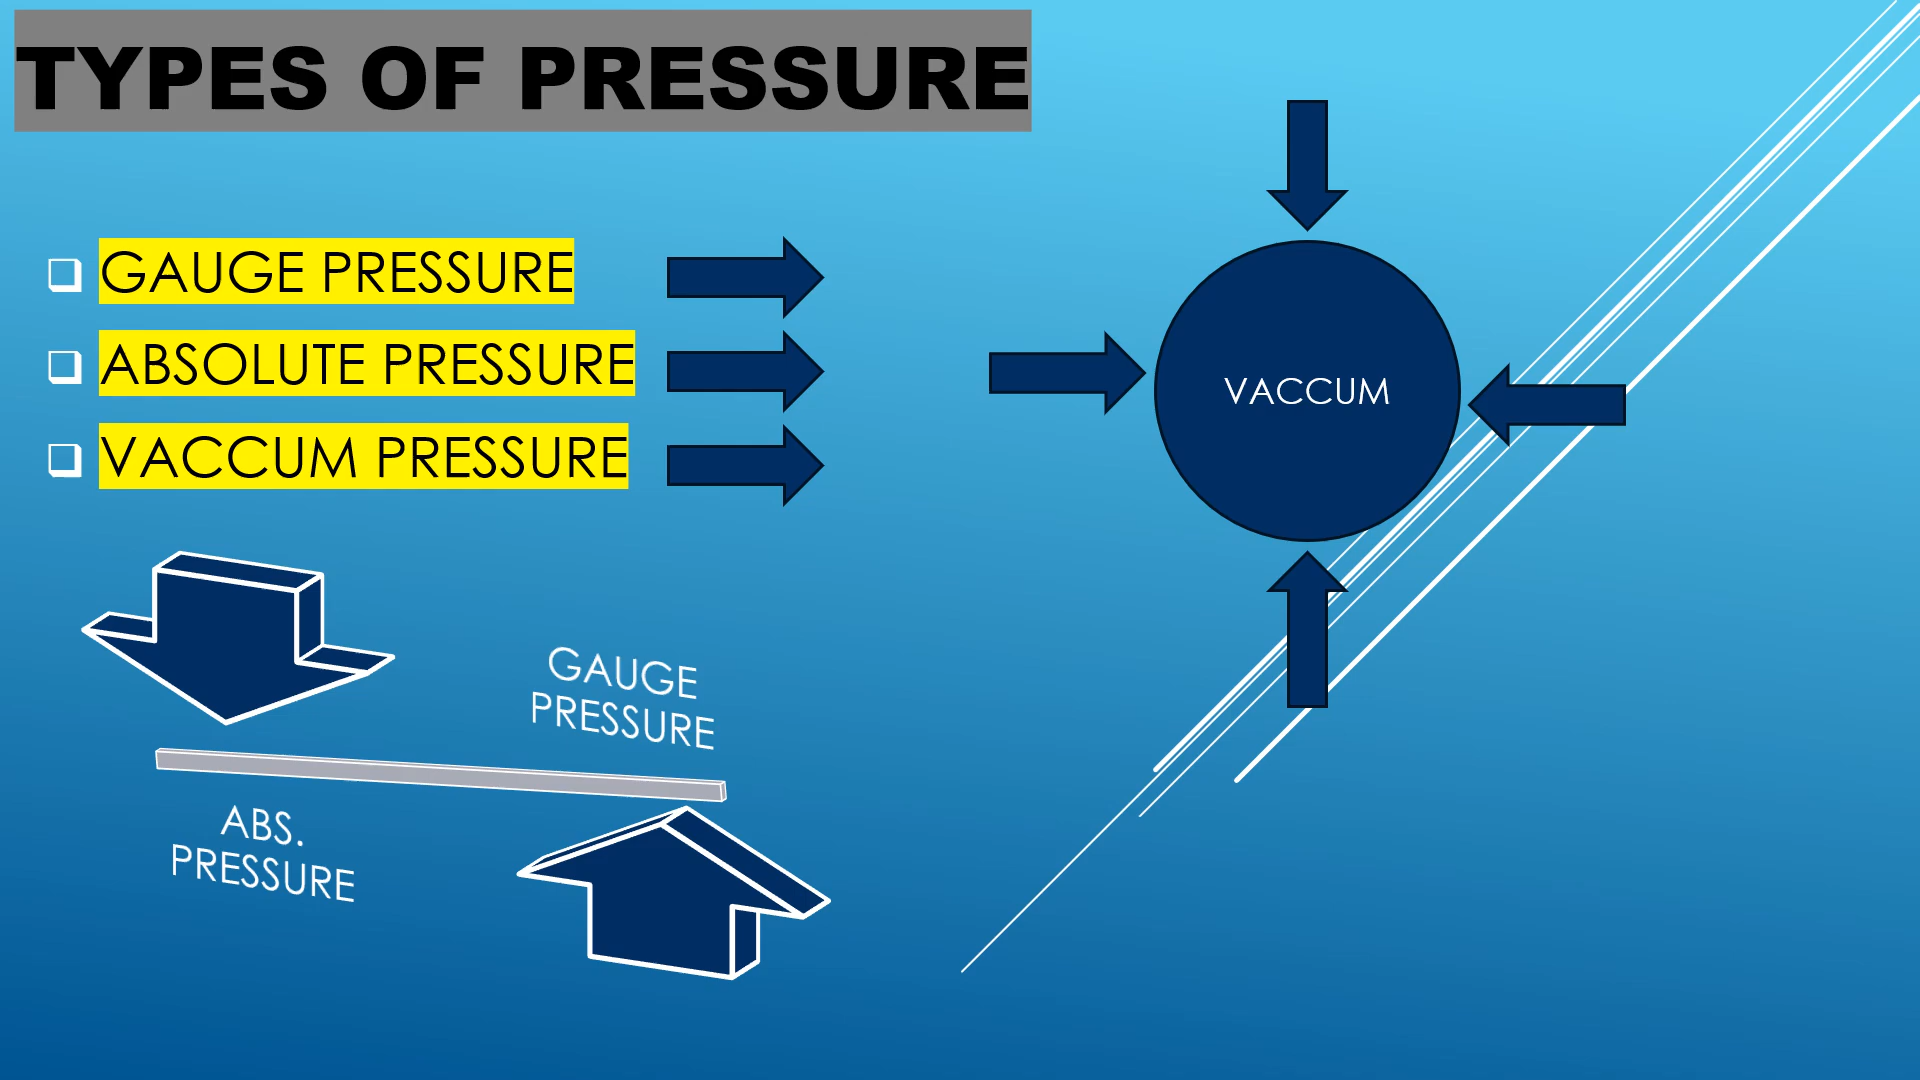 TYPES OF PRESSURE
GAUGE PRESSURE
ABSOLUTE PRESSURE
VACCUM PRESSURE
VACCUM
GAUGE
PRESSURE
ABS.
PRESSURE